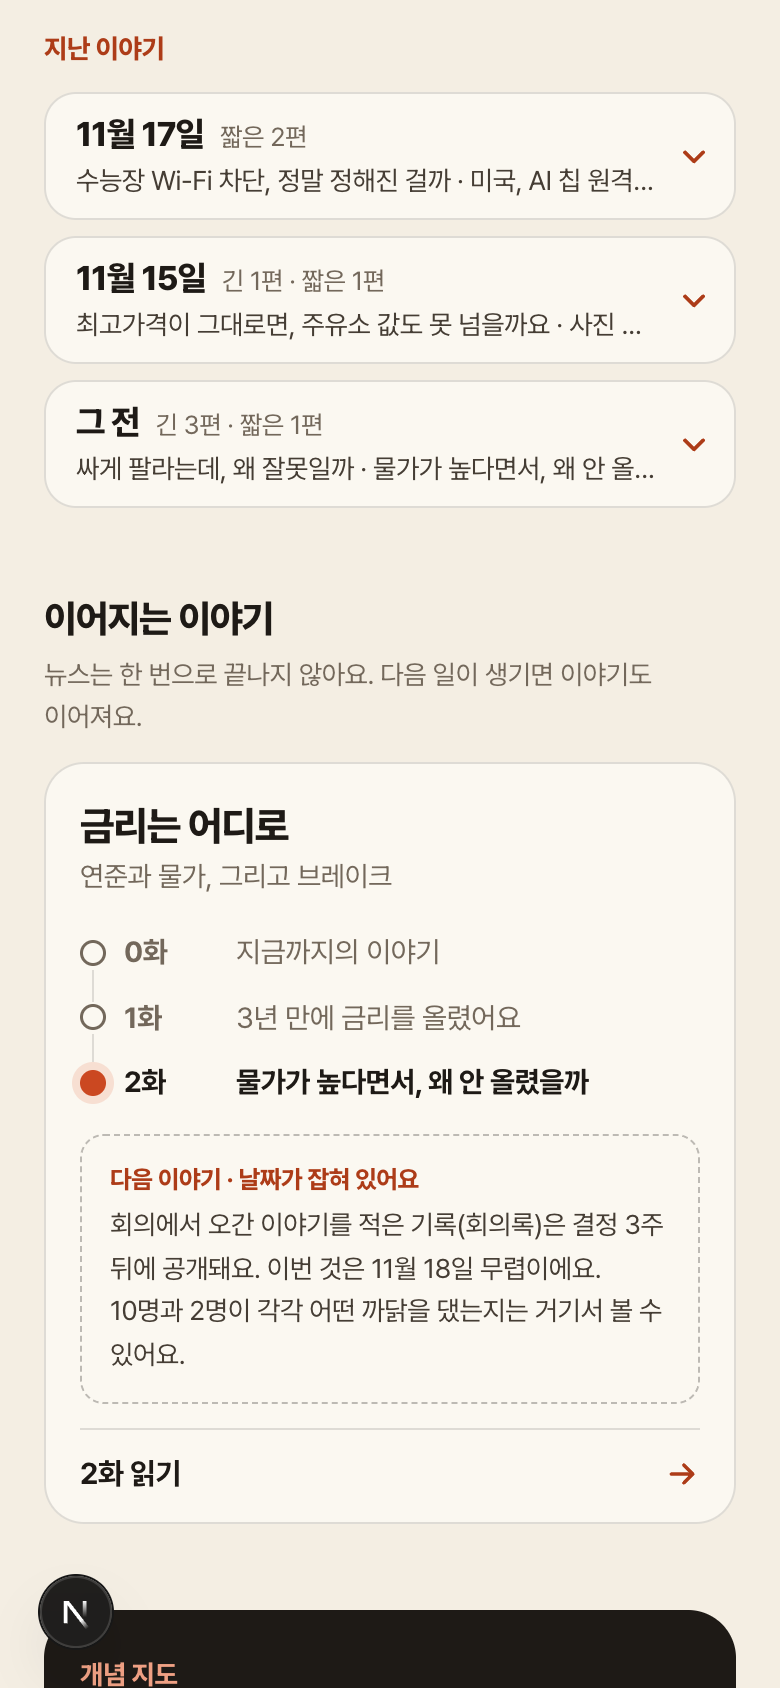 지난 이야기
11월 17일 짧은 2편
수능장 Wi-Fi 차단, 정말 정해진 걸까 · 미국, AI 칩 원격...
11월 15일 긴 1편 · 짧은 1편
최고가격이 그대로면, 주유소 값도 못 넘을까요 · 사진 ...
그 전 긴 3편 · 짧은 1편
싸게 팔라는데, 왜 잘못일까 · 물가가 높다면서, 왜 안 올...
이어지는 이야기
뉴스는 한 번으로 끝나지 않아요. 다음 일이 생기면 이야기도
이어져요.
금리는 어디로
연준과 물가, 그리고 브레이크
0화 지금까지의 이야기
1화 3년 만에 금리를 올렸어요
2화 물가가 높다면서, 왜 안 올렸을까
다음 이야기 · 날짜가 잡혀 있어요
회의에서 오간 이야기를 적은 기록(회의록)은 결정 3주
뒤에 공개돼요. 이번 것은 11월 18일 무렵이에요.
10명과 2명이 각각 어떤 까닭을 댔는지는 거기서 볼 수
있어요.
2화 읽기
N
개념 지도